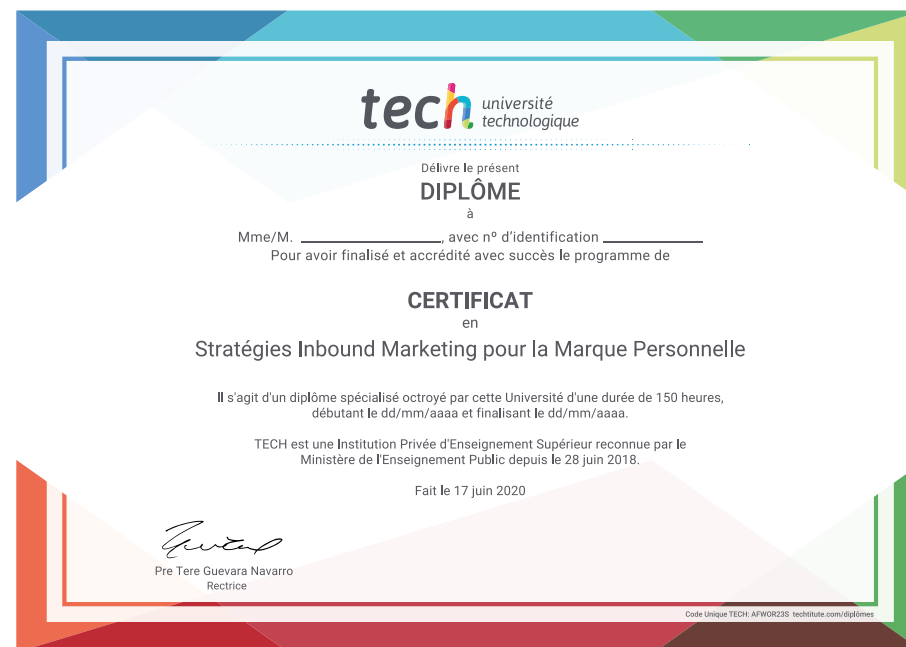 tech université
technologique
Délivre le présent
DIPLÔME
à
Mme/M. ____________________, avec nº d'identification ______________
Pour avoir finalisé et accrédité avec succès le programme de
CERTIFICAT
en
Stratégies Inbound Marketing pour la Marque Personnelle
Il s'agit d'un diplôme spécialisé octroyé par cette Université d'une durée de 150 heures,
débutant le dd/mm/aaaa et finalisant le dd/mm/aaaa.
TECH est une Institution Privée d'Enseignement Supérieur reconnue par le
Ministère de l'Enseignement Public depuis le 28 juin 2018.
Fait le 17 juin 2020
Pre Tere Guevara Navarro
Rectrice
Code Unique TECH: AFWOR23S techtitute.com/diplômes